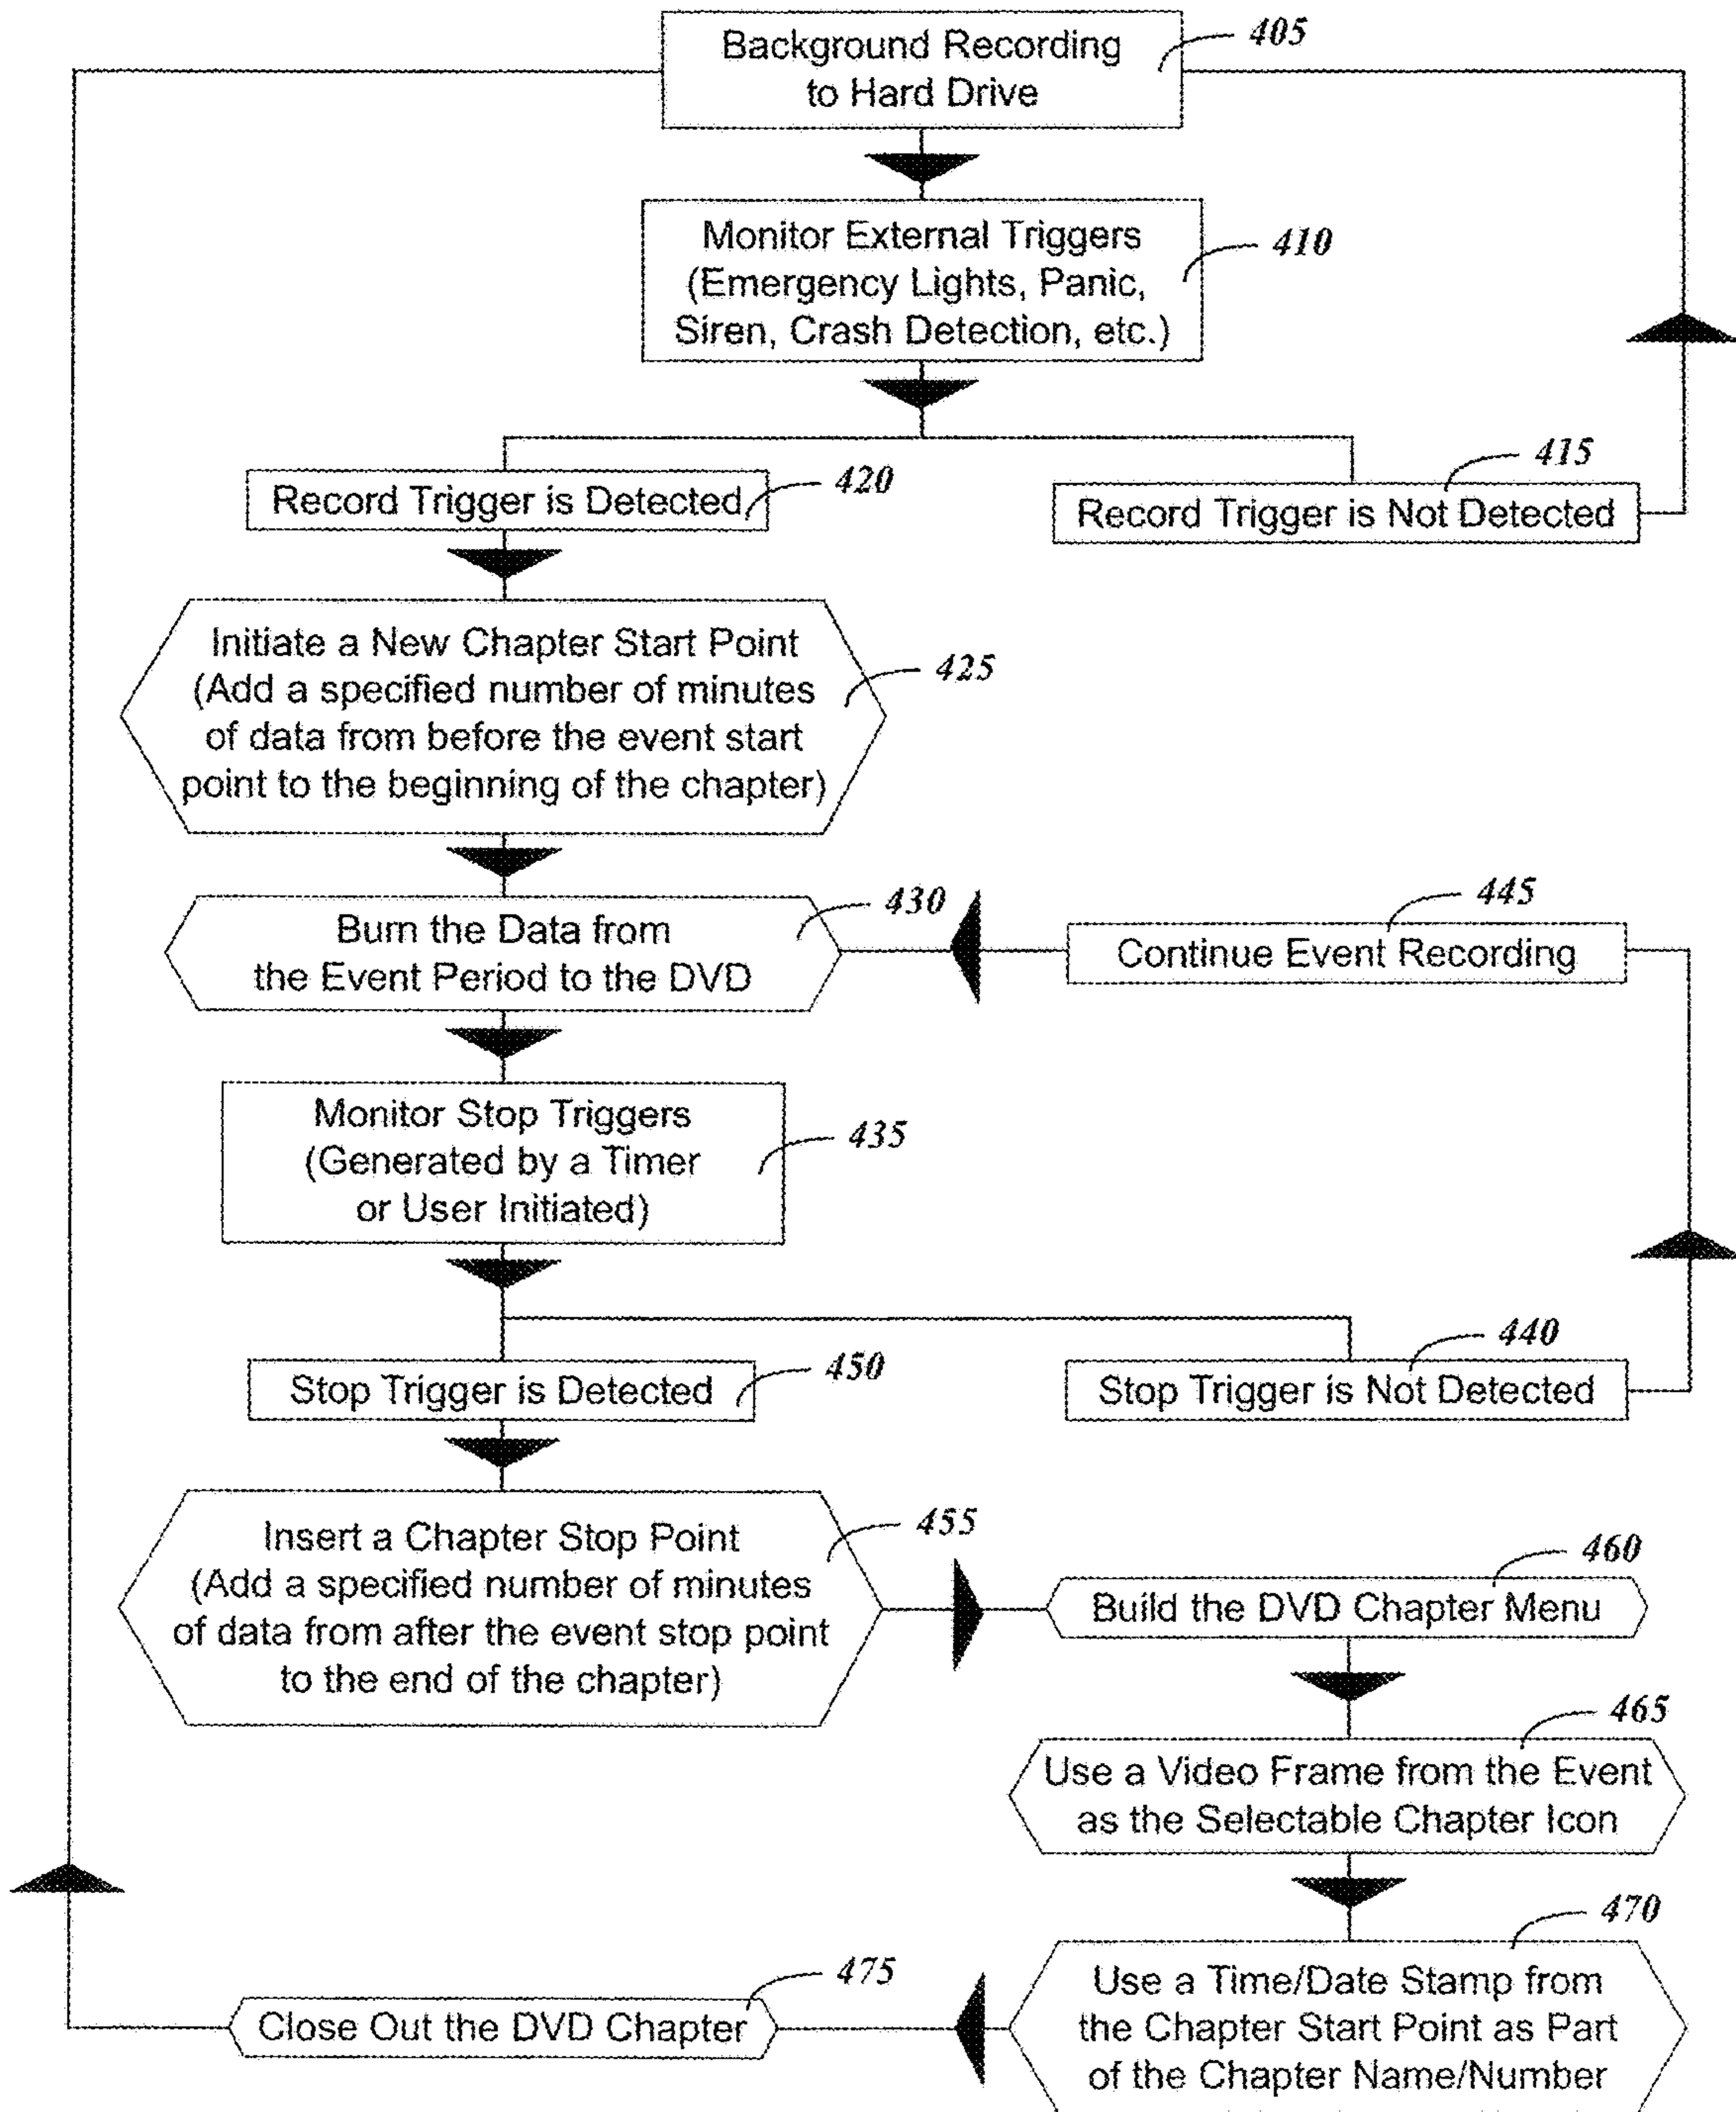 Background Recording
to Hard Drive
405
Monitor External Triggers
(Emergency Lights, Panic,
Siren, Crash Detection, etc.)
410
Record Trigger is Detected
420
Record Trigger is Not Detected
415
Initiate a New Chapter Start Point
(Add a specified number of minutes
of data from before the event start
point to the beginning of the chapter)
425
Burn the Data from
the Event Period to the DVD
430
Continue Event Recording
445
Monitor Stop Triggers
(Generated by a Timer
or User Initiated)
435
Stop Trigger is Detected
450
Stop Trigger is Not Detected
440
Insert a Chapter Stop Point
(Add a specified number of minutes
of data from after the event stop point
to the end of the chapter)
455
Build the DVD Chapter Menu
460
Use a Video Frame from the Event
as the Selectable Chapter Icon
465
Use a Time/Date Stamp from
the Chapter Start Point as Part
of the Chapter Name/Number
470
Close Out the DVD Chapter
475